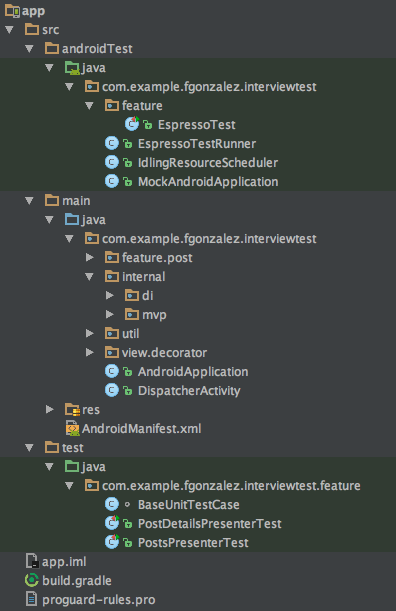 app
src
androidTest
java
com.example.fgonzalez.interviewtest
feature
EspressoTest
EspressoTestRunner
IdlingResourceScheduler
MockAndroidApplication
main
java
com.example.fgonzalez.interviewtest
feature.post
internal
di
mvp
util
view.decorator
AndroidApplication
DispatcherActivity
res
AndroidManifest.xml
test
java
com.example.fgonzalez.interviewtest.feature
BaseUnitTestCase
PostDetailsPresenterTest
PostsPresenterTest
app.iml
build.gradle
proguard-rules.pro